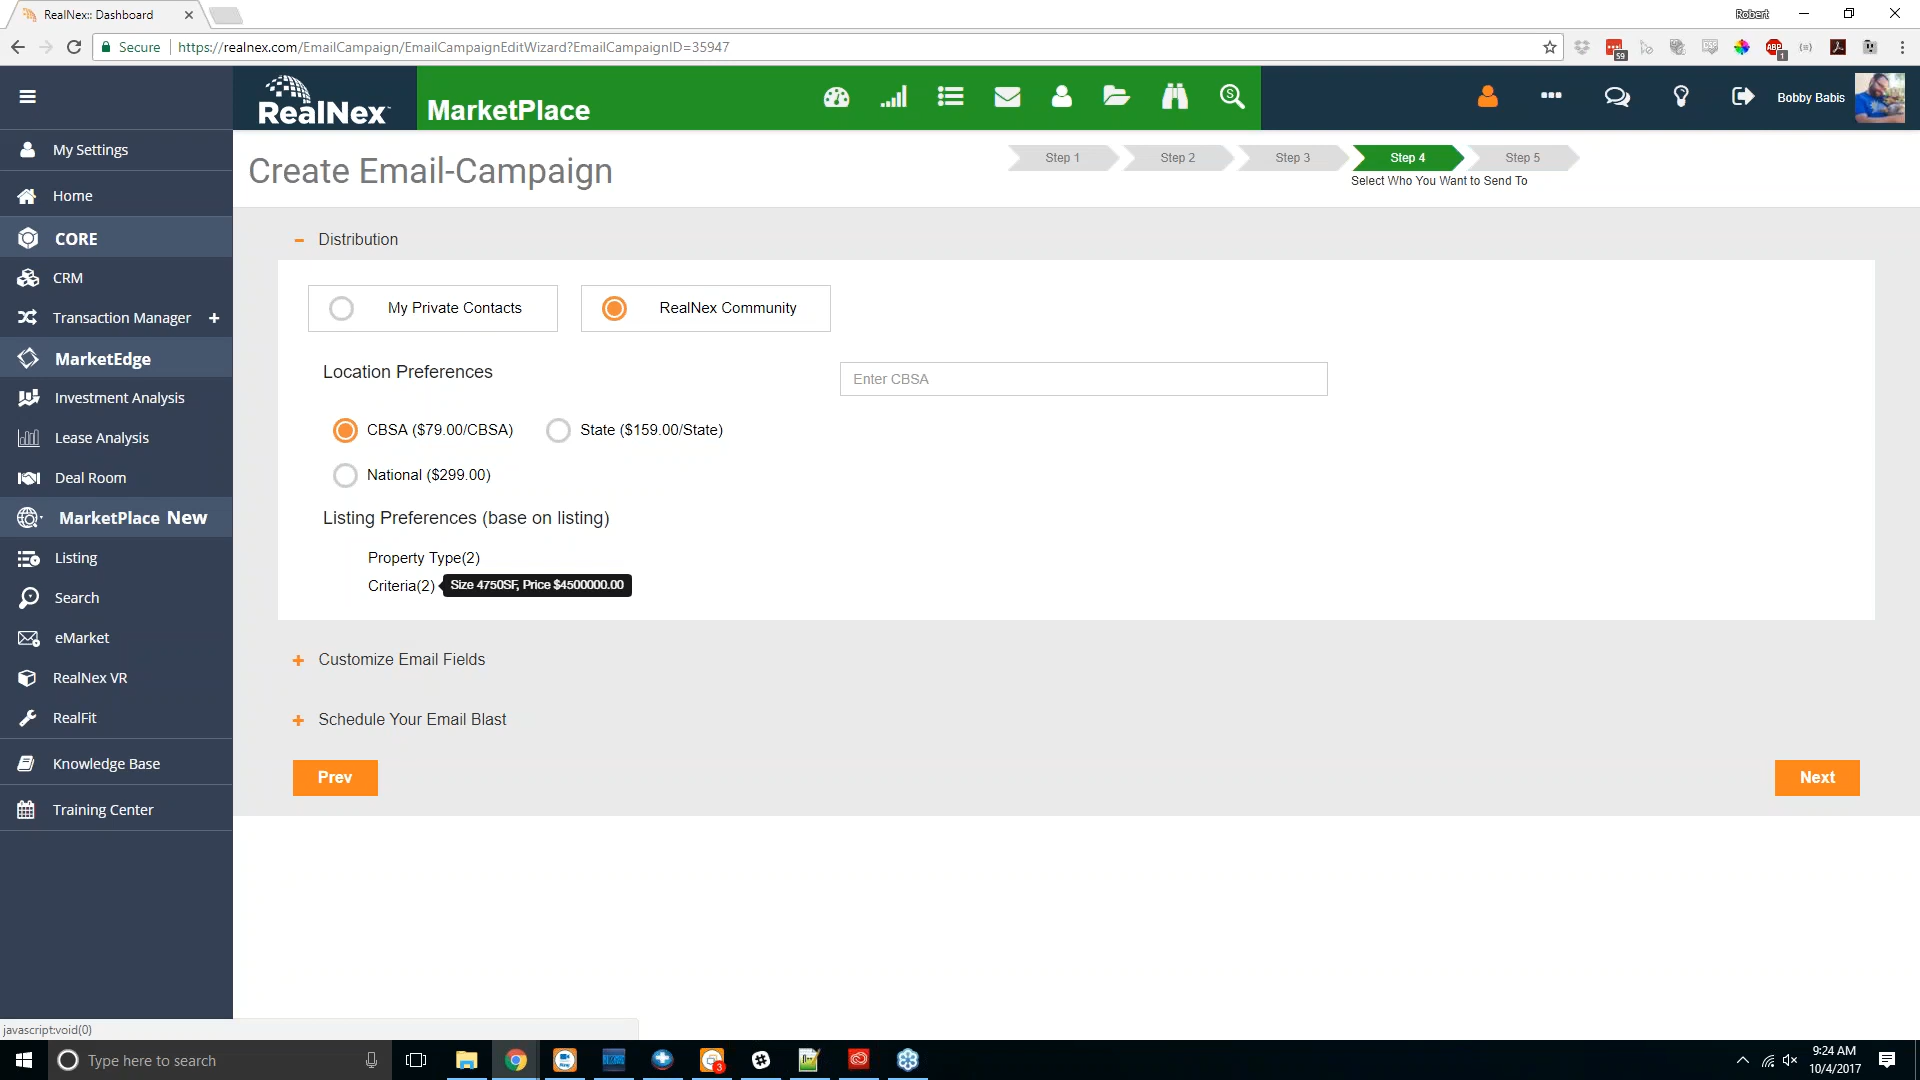 RealNex:: Dashboard
Robert
Secure
https://realnex.com/EmailCampaign/EmailCampaignEditWizard?EmailCampaignID=35947
59
ABP
1
RealNex
MarketPlace
S
Bobby Babis
My Settings
Home
CORE
CRM
Transaction Manager +
MarketEdge
Investment Analysis
Lease Analysis
Deal Room
MarketPlace New
Listing
Search
eMarket
RealNex VR
RealFit
Knowledge Base
Training Center
Create Email-Campaign
Step 1
Step 2
Step 3
Step 4
Step 5
Select Who You Want to Send To
Distribution
My Private Contacts
RealNex Community
Location Preferences
Enter CBSA
CBSA ($79.00/CBSA)
State ($159.00/State)
National ($299.00)
Listing Preferences (base on listing)
Property Type(2)
Criteria(2)
Size 4750SF, Price $4500000.00
Customize Email Fields
Schedule Your Email Blast
Prev
Next
javascript:void(0)
Type here to search
3
9:24 AM
10/4/2017